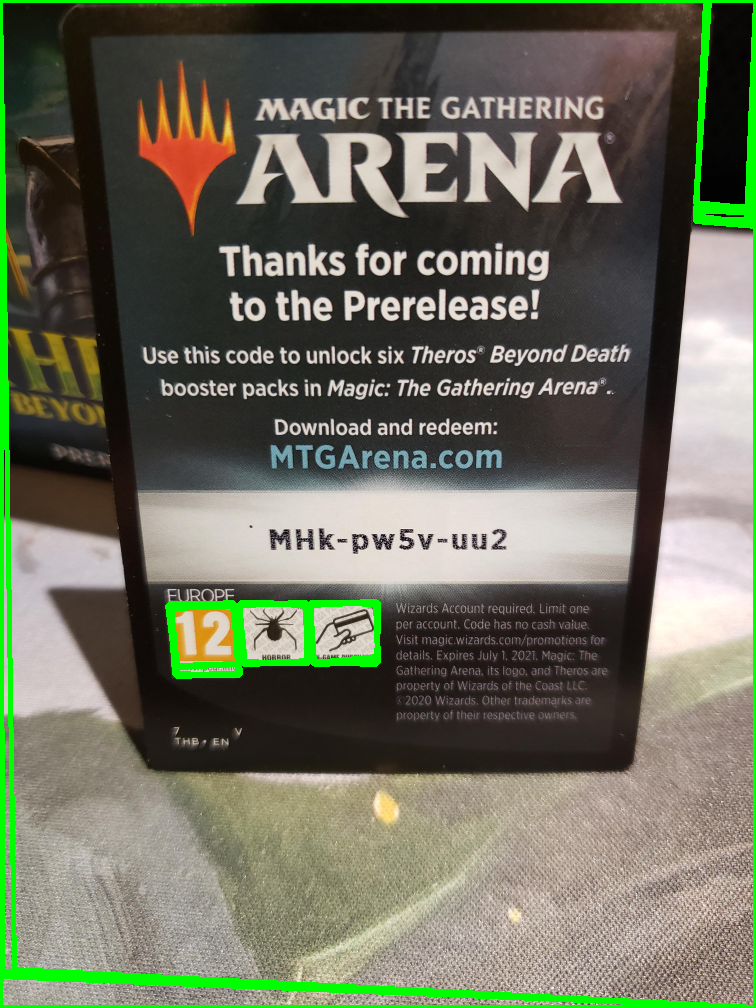 MAGIC THE GATHERING
ARENA®
Thanks for coming
to the Prerelease!
Use this code to unlock six Theros® Beyond Death
booster packs in Magic: The Gathering Arena®.
Download and redeem:
MTGArena.com
MHk-pw5v-uu2
EUROPE
12
HORROR
Wizards Account required. Limit one
per account. Code has no cash value.
Visit magic.wizards.com/promotions for
details. Expires July 1, 2021. Magic: The
Gathering Arena, its logo, and Theros are
property of Wizards of the Coast LLC.
©2020 Wizards. Other trademarks are
property of their respective owners.
7 V
THB • EN